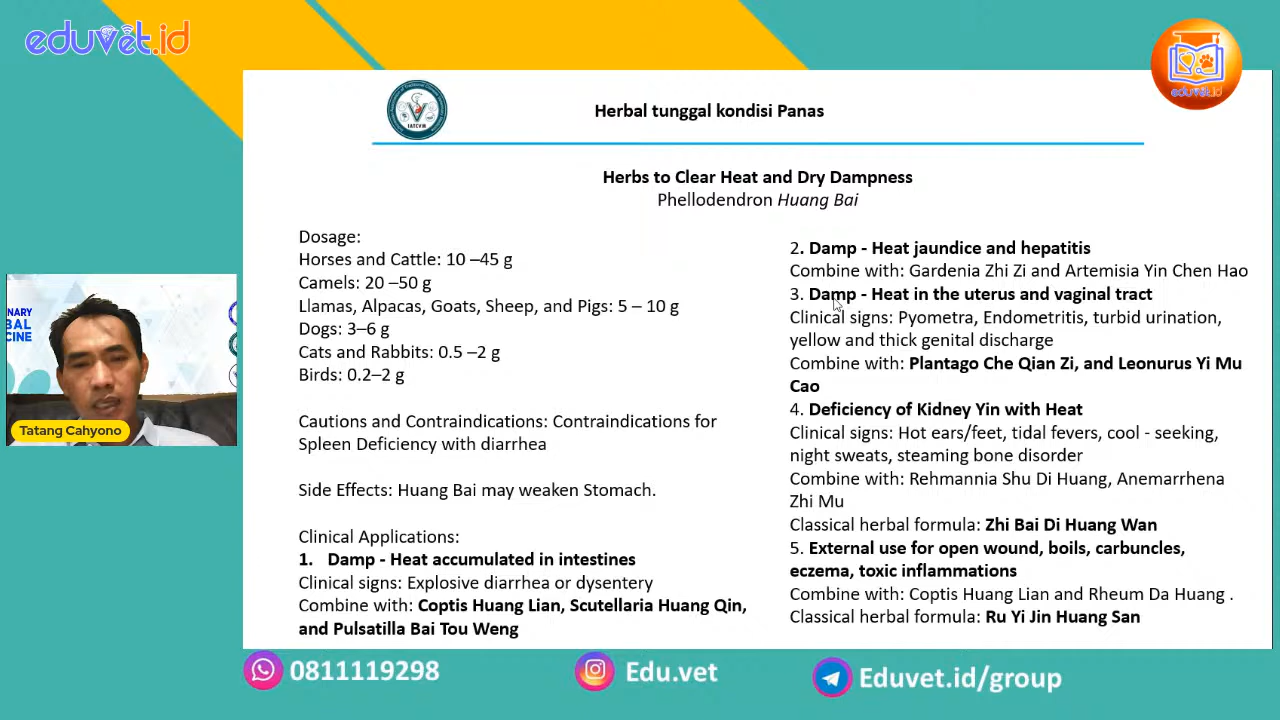 eduvet.id
eduvet.id
IATCVM
Herbal tunggal kondisi Panas
Herbs to Clear Heat and Dry Dampness
Phellodendron Huang Bai
Dosage:
Horses and Cattle: 10 –45 g
Camels: 20 –50 g
Llamas, Alpacas, Goats, Sheep, and Pigs: 5 – 10 g
Dogs: 3–6 g
Cats and Rabbits: 0.5 –2 g
Birds: 0.2–2 g
Cautions and Contraindications: Contraindications for
Spleen Deficiency with diarrhea
Side Effects: Huang Bai may weaken Stomach.
Clinical Applications:
1. Damp - Heat accumulated in intestines
Clinical signs: Explosive diarrhea or dysentery
Combine with: Coptis Huang Lian, Scutellaria Huang Qin,
and Pulsatilla Bai Tou Weng
2. Damp - Heat jaundice and hepatitis
Combine with: Gardenia Zhi Zi and Artemisia Yin Chen Hao
3. Damp - Heat in the uterus and vaginal tract
Clinical signs: Pyometra, Endometritis, turbid urination,
yellow and thick genital discharge
Combine with: Plantago Che Qian Zi, and Leonurus Yi Mu
Cao
4. Deficiency of Kidney Yin with Heat
Clinical signs: Hot ears/feet, tidal fevers, cool - seeking,
night sweats, steaming bone disorder
Combine with: Rehmannia Shu Di Huang, Anemarrhena
Zhi Mu
Classical herbal formula: Zhi Bai Di Huang Wan
5. External use for open wound, boils, carbuncles,
eczema, toxic inflammations
Combine with: Coptis Huang Lian and Rheum Da Huang .
Classical herbal formula: Ru Yi Jin Huang San
NARY
BAL
CINE
Tatang Cahyono
0811119298
Edu.vet
Eduvet.id/group